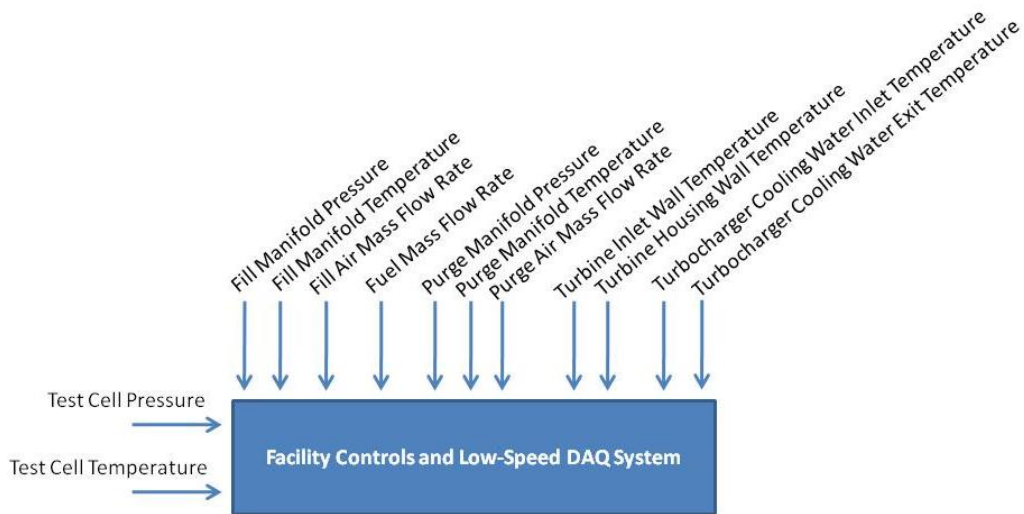 Fill Manifold Pressure
Fill Manifold Temperature
Fill Air Mass Flow Rate
Fuel Mass Flow Rate
Purge Manifold Pressure
Purge Manifold Temperature
Purge Air Mass Flow Rate
Turbine Inlet Wall Temperature
Turbine Housing Wall Temperature
Turbocharger Cooling Water Inlet Temperature
Turbocharger Cooling Water Exit Temperature
Test Cell Pressure
Test Cell Temperature
Facility Controls and Low-Speed DAQ System